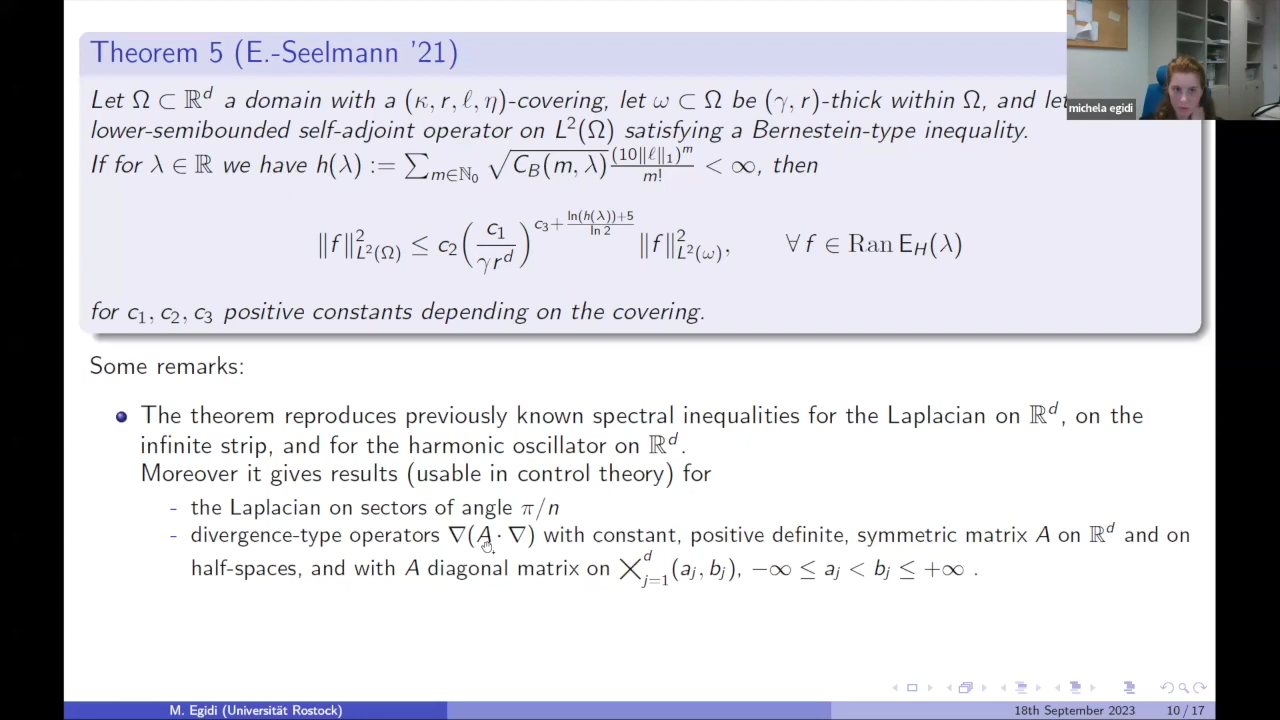 Theorem 5 (E.-Seelmann '21)
michela egidi
Let Ω ⊂ ℝ^d a domain with a (κ, r, ℓ, η)-covering, let ω ⊂ Ω be (γ, r)-thick within Ω, and let
lower-semibounded self-adjoint operator on L²(Ω) satisfying a Bernestein-type inequality.
If for λ ∈ ℝ we have h(λ) := ∑_{m∈ℕ₀} √(C_B(m, λ)) (10‖ℓ‖₁)^m / m! < ∞, then
‖f‖²_{L²(Ω)} ≤ c₂ (c₁ / γr^d)^{c₃ + (ln(h(λ))+5)/ln 2} ‖f‖²_{L²(ω)}, ∀ f ∈ Ran E_H(λ)
for c₁, c₂, c₃ positive constants depending on the covering.
Some remarks:
The theorem reproduces previously known spectral inequalities for the Laplacian on ℝ^d, on the
infinite strip, and for the harmonic oscillator on ℝ^d.
Moreover it gives results (usable in control theory) for
- the Laplacian on sectors of angle π/n
- divergence-type operators ∇(A · ∇) with constant, positive definite, symmetric matrix A on ℝ^d and on
half-spaces, and with A diagonal matrix on ⨉^d_{j=1}(a_j, b_j), −∞ ≤ a_j < b_j ≤ +∞ .
M. Egidi (Universität Rostock)
18th September 2023
10 / 17